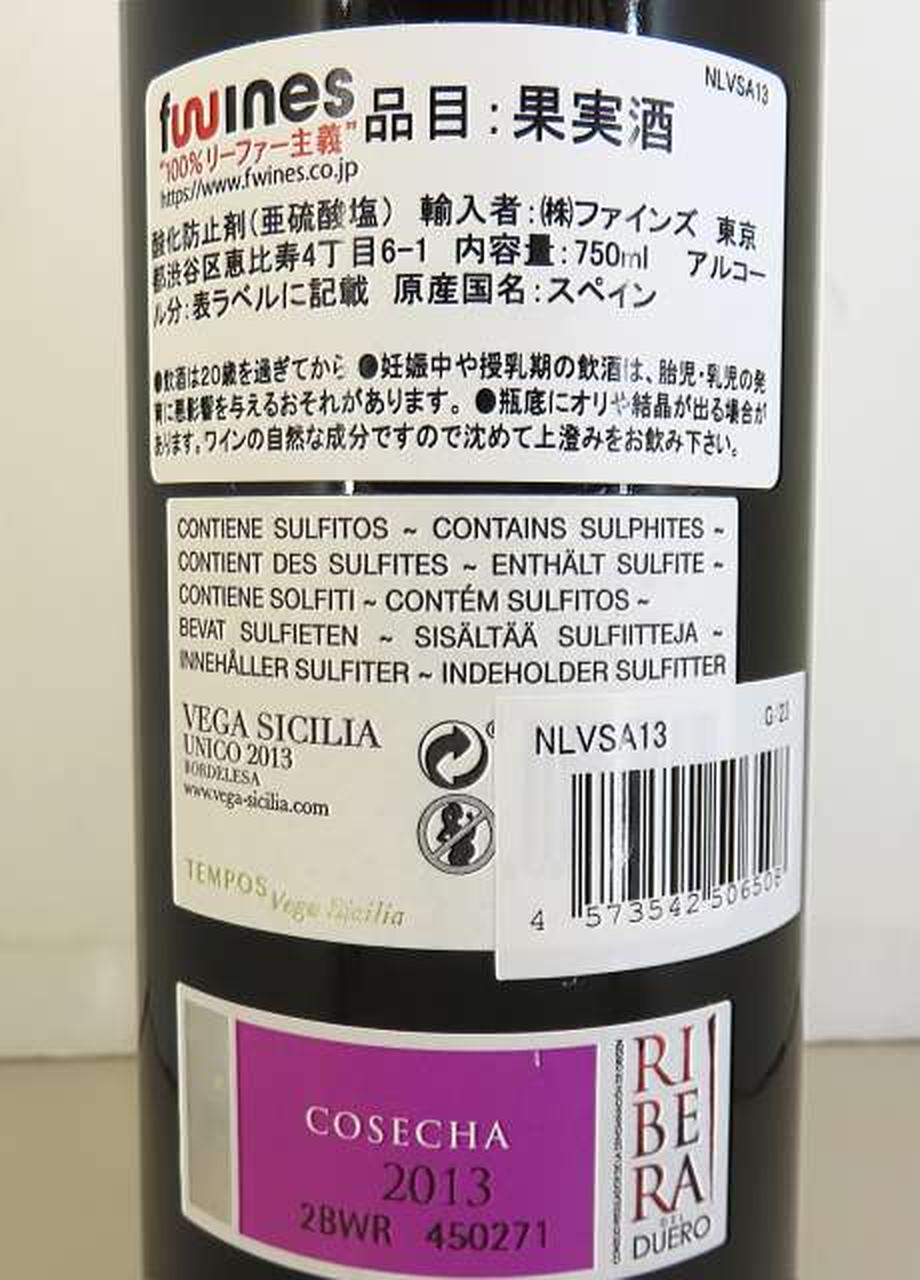 NLVSA13
fwines 品目:果実酒
"100%リーファー主義"
https://www.fwines.co.jp
酸化防止剤(亜硫酸塩) 輸入者:㈱ファインズ 東京
都渋谷区恵比寿4丁目6-1 内容量:750ml アルコー
ル分:表ラベルに記載 原産国名:スペイン
●飲酒は20歳を過ぎてから ●妊娠中や授乳期の飲酒は、胎児・乳児の発
育に悪影響を与えるおそれがあります。 ●瓶底にオリや結晶が出る場合が
あります。ワインの自然な成分ですので沈めて上澄みをお飲み下さい。
CONTIENE SULFITOS ~ CONTAINS SULPHITES ~
CONTIENT DES SULFITES ~ ENTHÄLT SULFITE ~
CONTIENE SOLFITI ~ CONTÉM SULFITOS ~
BEVAT SULFIETEN ~ SISÄLTÄÄ SULFIITTEJA ~
INNEHÅLLER SULFITER ~ INDEHOLDER SULFITTER
VEGA SICILIA
UNICO 2013
BORDELESA
www.vega-sicilia.com
TEMPOS Vega Sicilia
NLVSA13
G:23
4 573542 506508
COSECHA
2013
2BWR 450271
CONSEJO REGULADOR DE LA DENOMINACIÓN DE ORIGEN
RI
BE
RA
DEL
DUERO